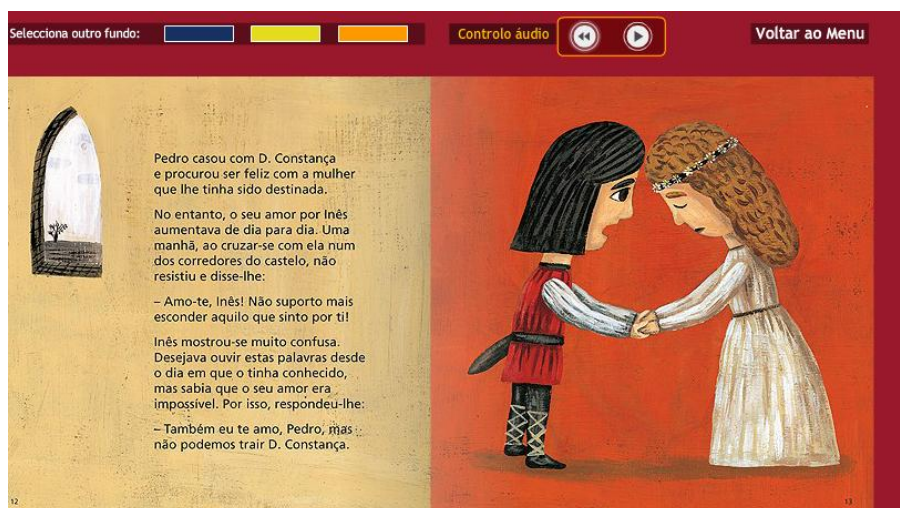 Selecciona outro fundo:
Controlo áudio
Voltar ao Menu
Pedro casou com D. Constança
e procurou ser feliz com a mulher
que lhe tinha sido destinada.
No entanto, o seu amor por Inês
aumentava de dia para dia. Uma
manhã, ao cruzar-se com ela num
dos corredores do castelo, não
resistiu e disse-lhe:
– Amo-te, Inês! Não suporto mais
esconder aquilo que sinto por ti!
Inês mostrou-se muito confusa.
Desejava ouvir estas palavras desde
o dia em que o tinha conhecido,
mas sabia que o seu amor era
impossível. Por isso, respondeu-lhe:
– Também eu te amo, Pedro, mas
não podemos trair D. Constança.
12
13